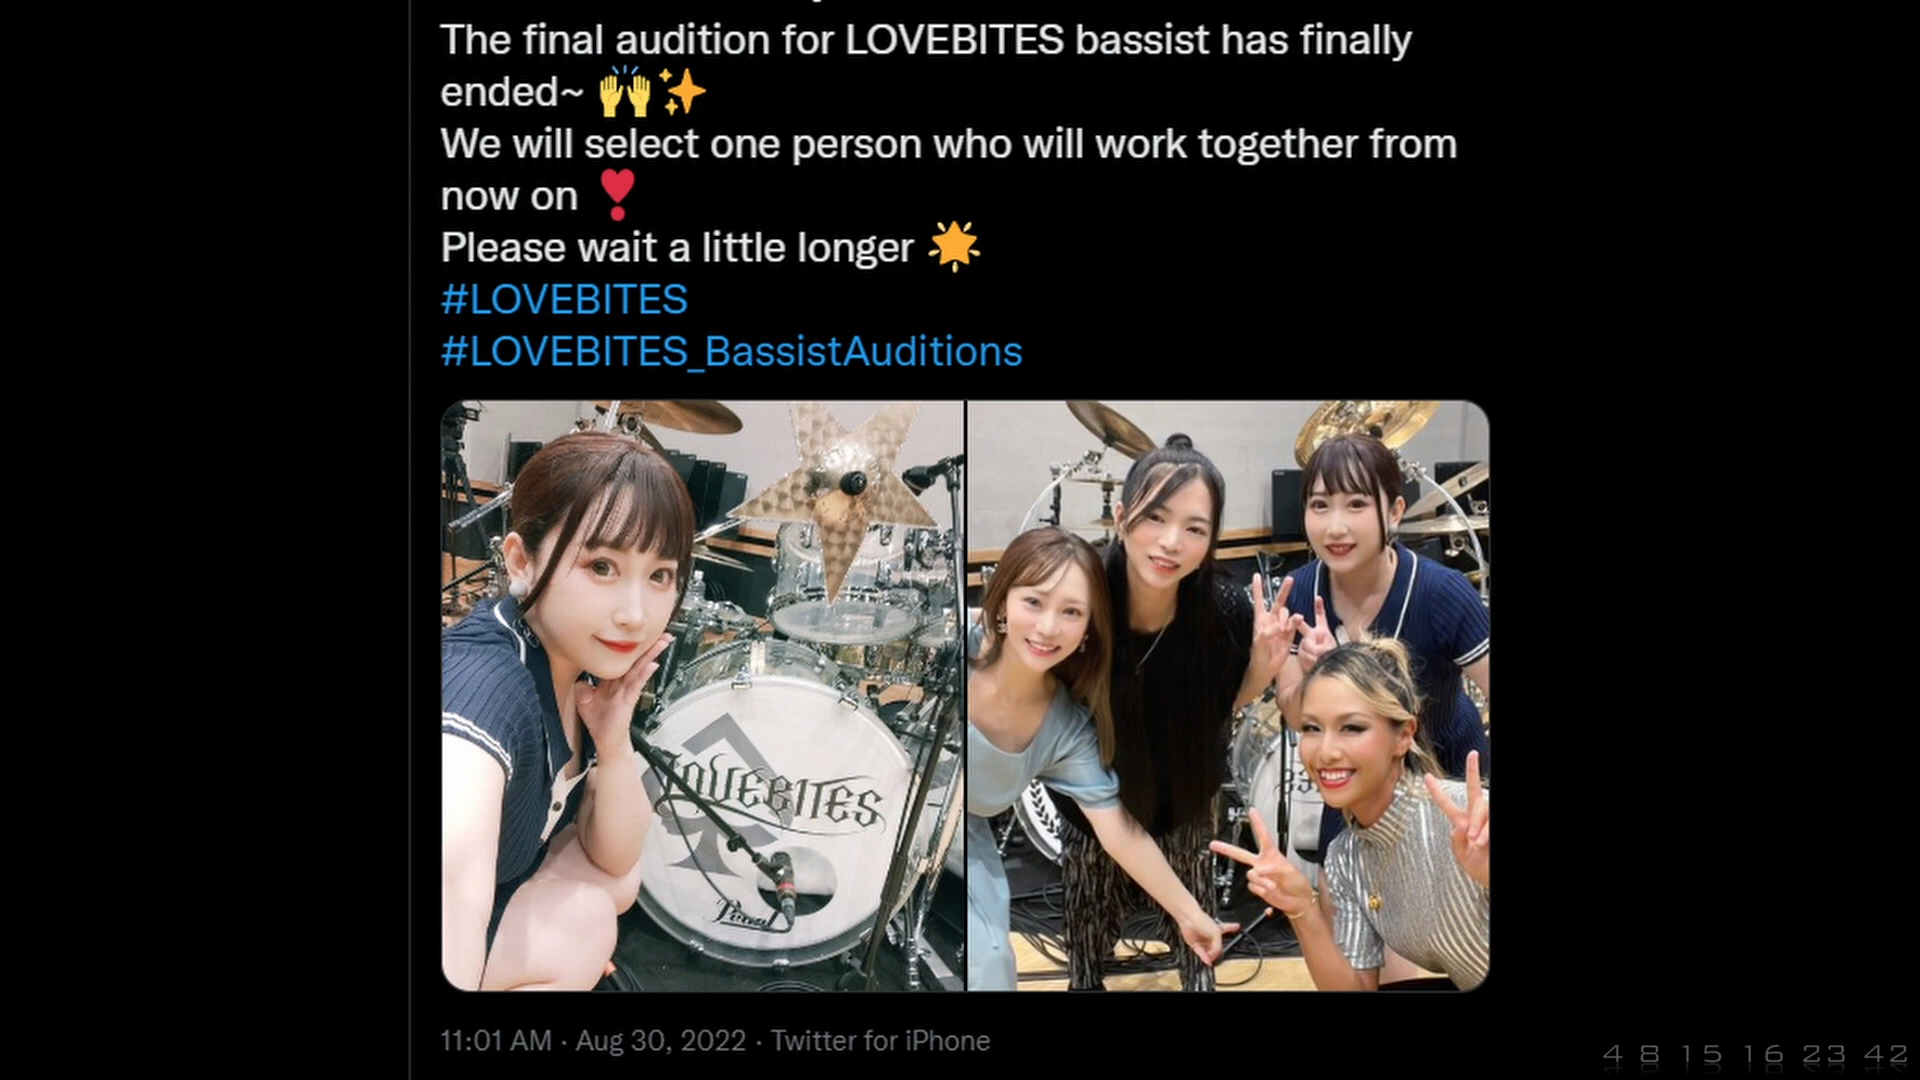 The final audition for LOVEBITES bassist has finally
ended~ 🙌✨
We will select one person who will work together from
now on ❣️
Please wait a little longer 🌟
#LOVEBITES
#LOVEBITES_BassistAuditions
LOVEBITES
Pearl
11:01 AM · Aug 30, 2022 · Twitter for iPhone
4 8 15 16 23 42